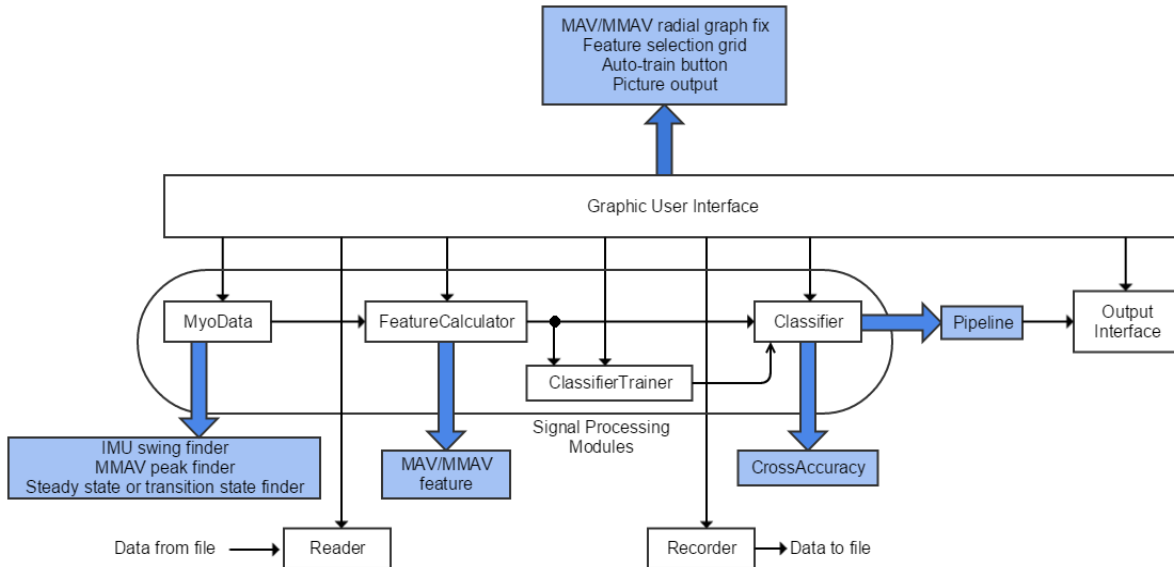 MAV/MMAV radial graph fix
Feature selection grid
Auto-train button
Picture output
Graphic User Interface
MyoData
FeatureCalculator
Classifier
Pipeline
Output
Interface
ClassifierTrainer
Signal Processing
Modules
IMU swing finder
MMAV peak finder
Steady state or transition state finder
MAV/MMAV
feature
CrossAccuracy
Data from file
Reader
Recorder
Data to file